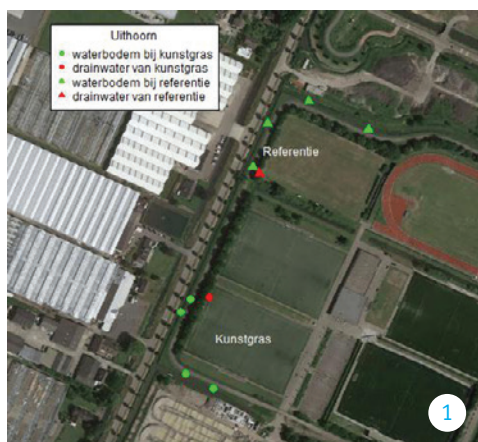 Uithoorn
waterbodem bij kunstgras
drainwater van kunstgras
waterbodem bij referentie
drainwater van referentie
Referentie
Kunstgras
1